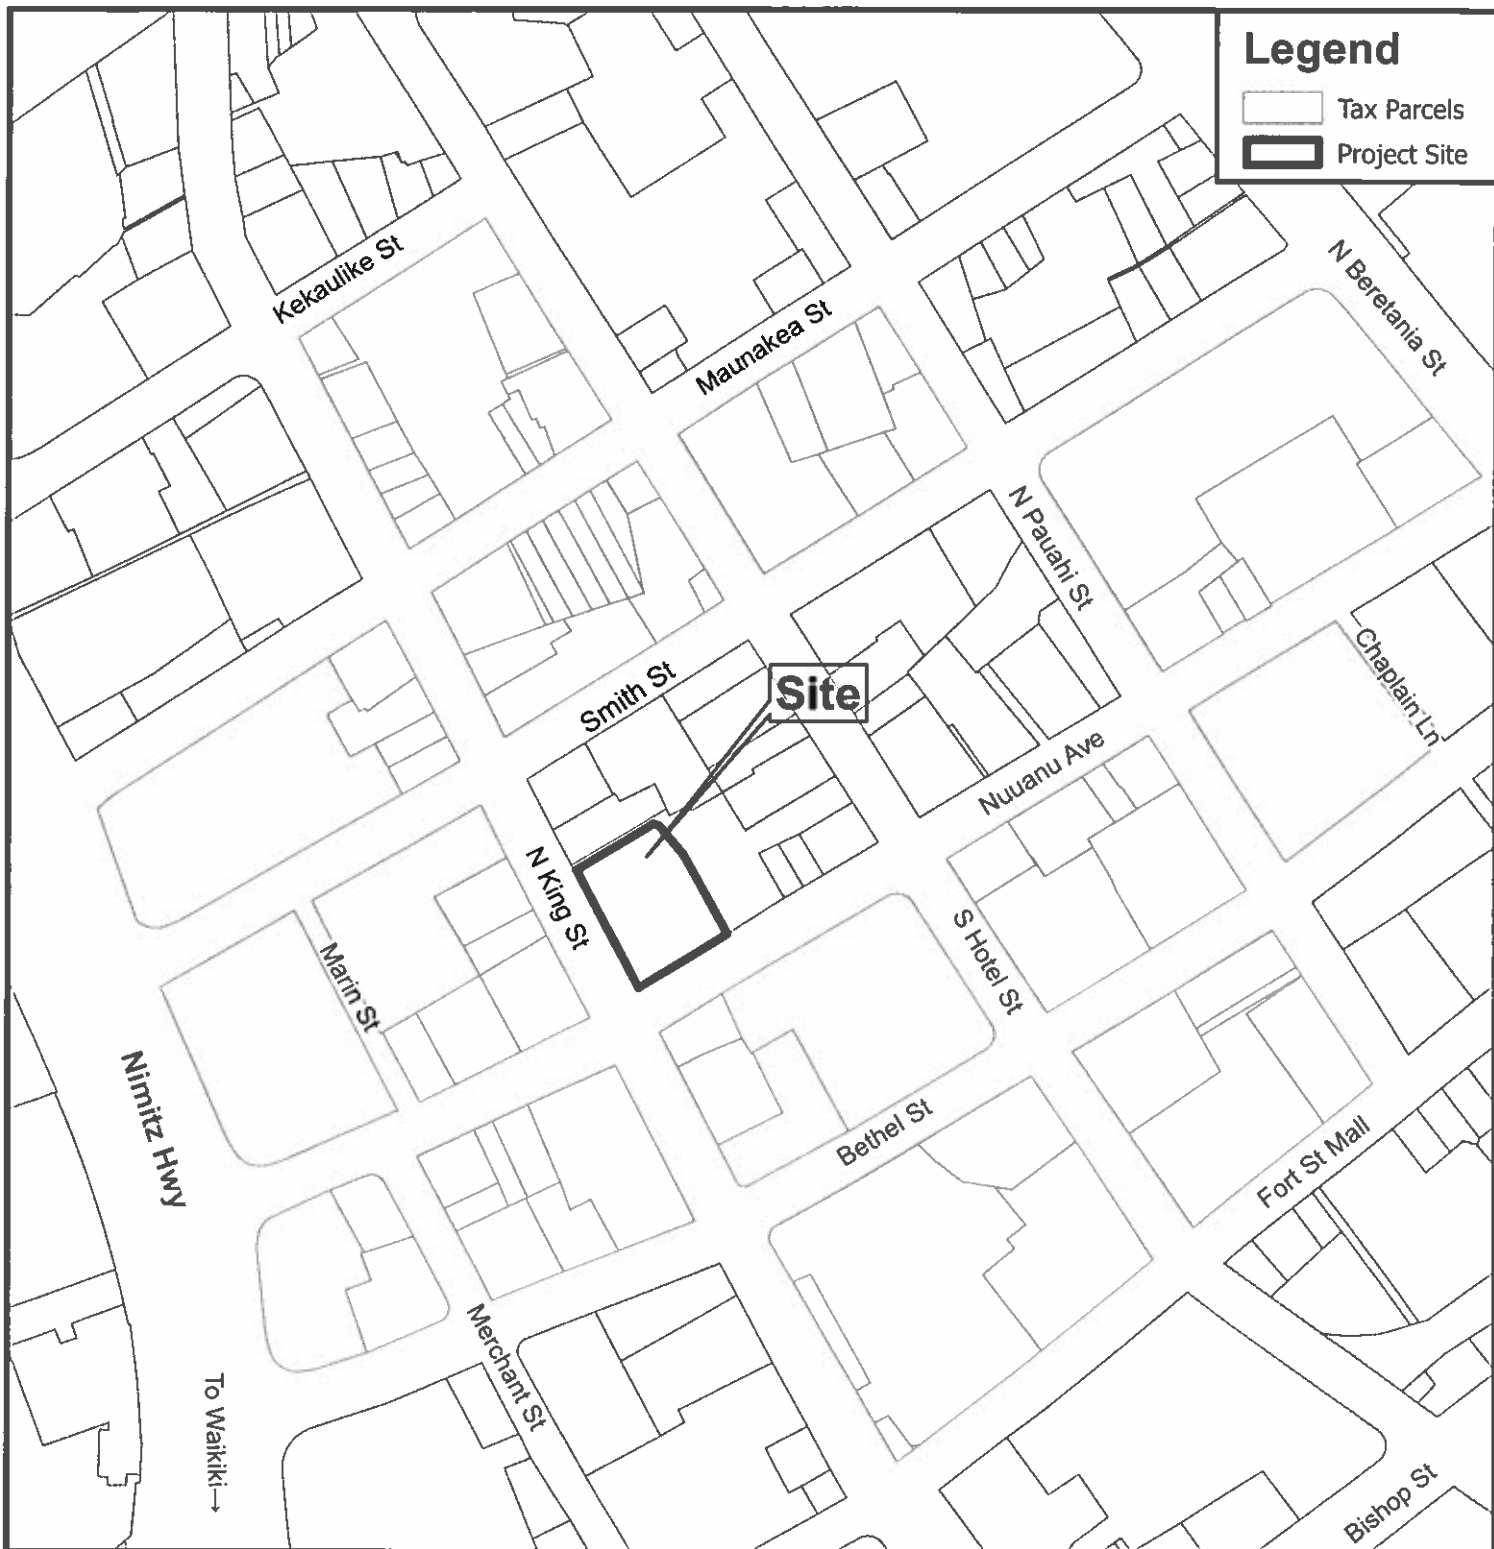 Legend
Tax Parcels
Project Site
N Beretania St
Kekaulike St
Maunakea St
N Pauahi St
Chaplain Ln
Smith St
Site
Nuuanu Ave
N King St
S Hotel St
Marin St
Nimitz Hwy
Bethel St
Fort St Mall
Merchant St
To Waikiki→
Bishop St